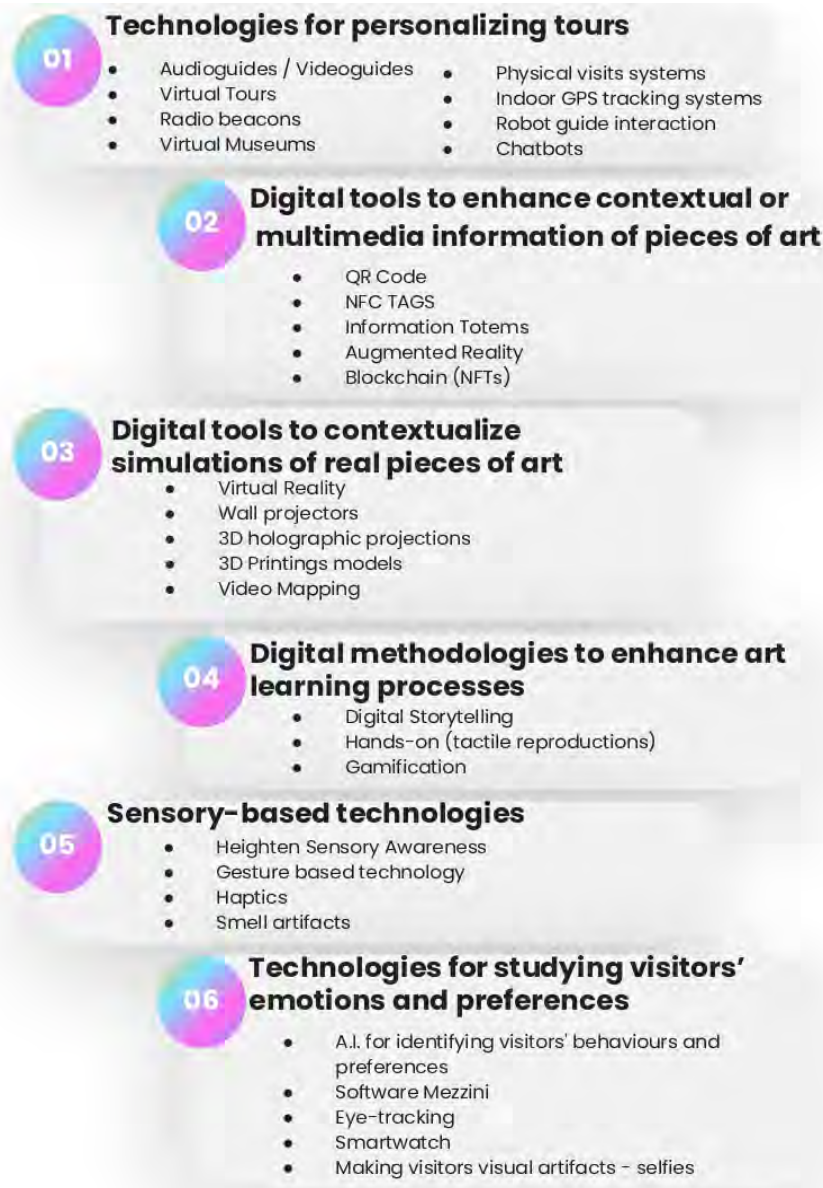 01
Technologies for personalizing tours
● Audioguides / Videoguides
● Virtual Tours
● Radio beacons
● Virtual Museums
● Physical visits systems
● Indoor GPS tracking systems
● Robot guide interaction
● Chatbots
02
Digital tools to enhance contextual or
multimedia information of pieces of art
● QR Code
● NFC TAGS
● Information Totems
● Augmented Reality
● Blockchain (NFTs)
03
Digital tools to contextualize
simulations of real pieces of art
● Virtual Reality
● Wall projectors
● 3D holographic projections
● 3D Printings models
● Video Mapping
04
Digital methodologies to enhance art
learning processes
● Digital Storytelling
● Hands-on (tactile reproductions)
● Gamification
05
Sensory-based technologies
● Heighten Sensory Awareness
● Gesture based technology
● Haptics
● Smell artifacts
06
Technologies for studying visitors’
emotions and preferences
● A.I. for identifying visitors' behaviours and
preferences
● Software Mezzini
● Eye-tracking
● Smartwatch
● Making visitors visual artifacts - selfies